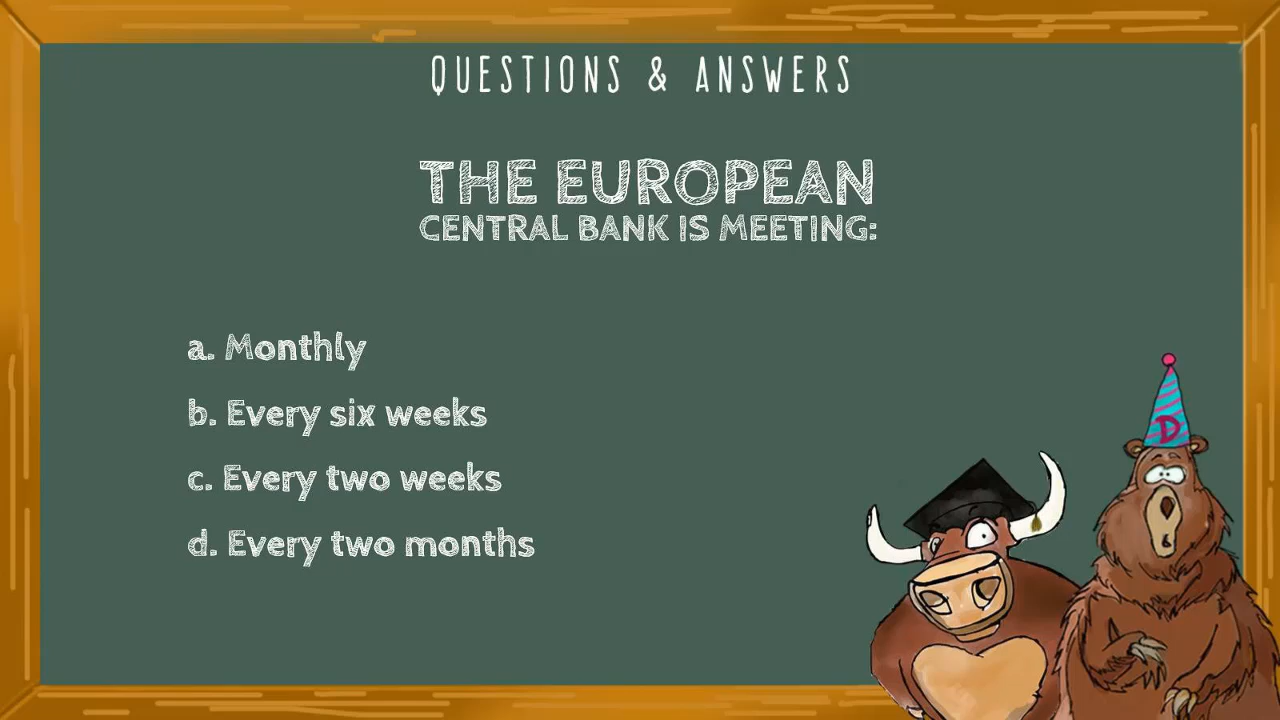 QUESTIONS & ANSWERS
THE EUROPEAN
CENTRAL BANK IS MEETING:
a. Monthly
b. Every six weeks
c. Every two weeks
d. Every two months
D